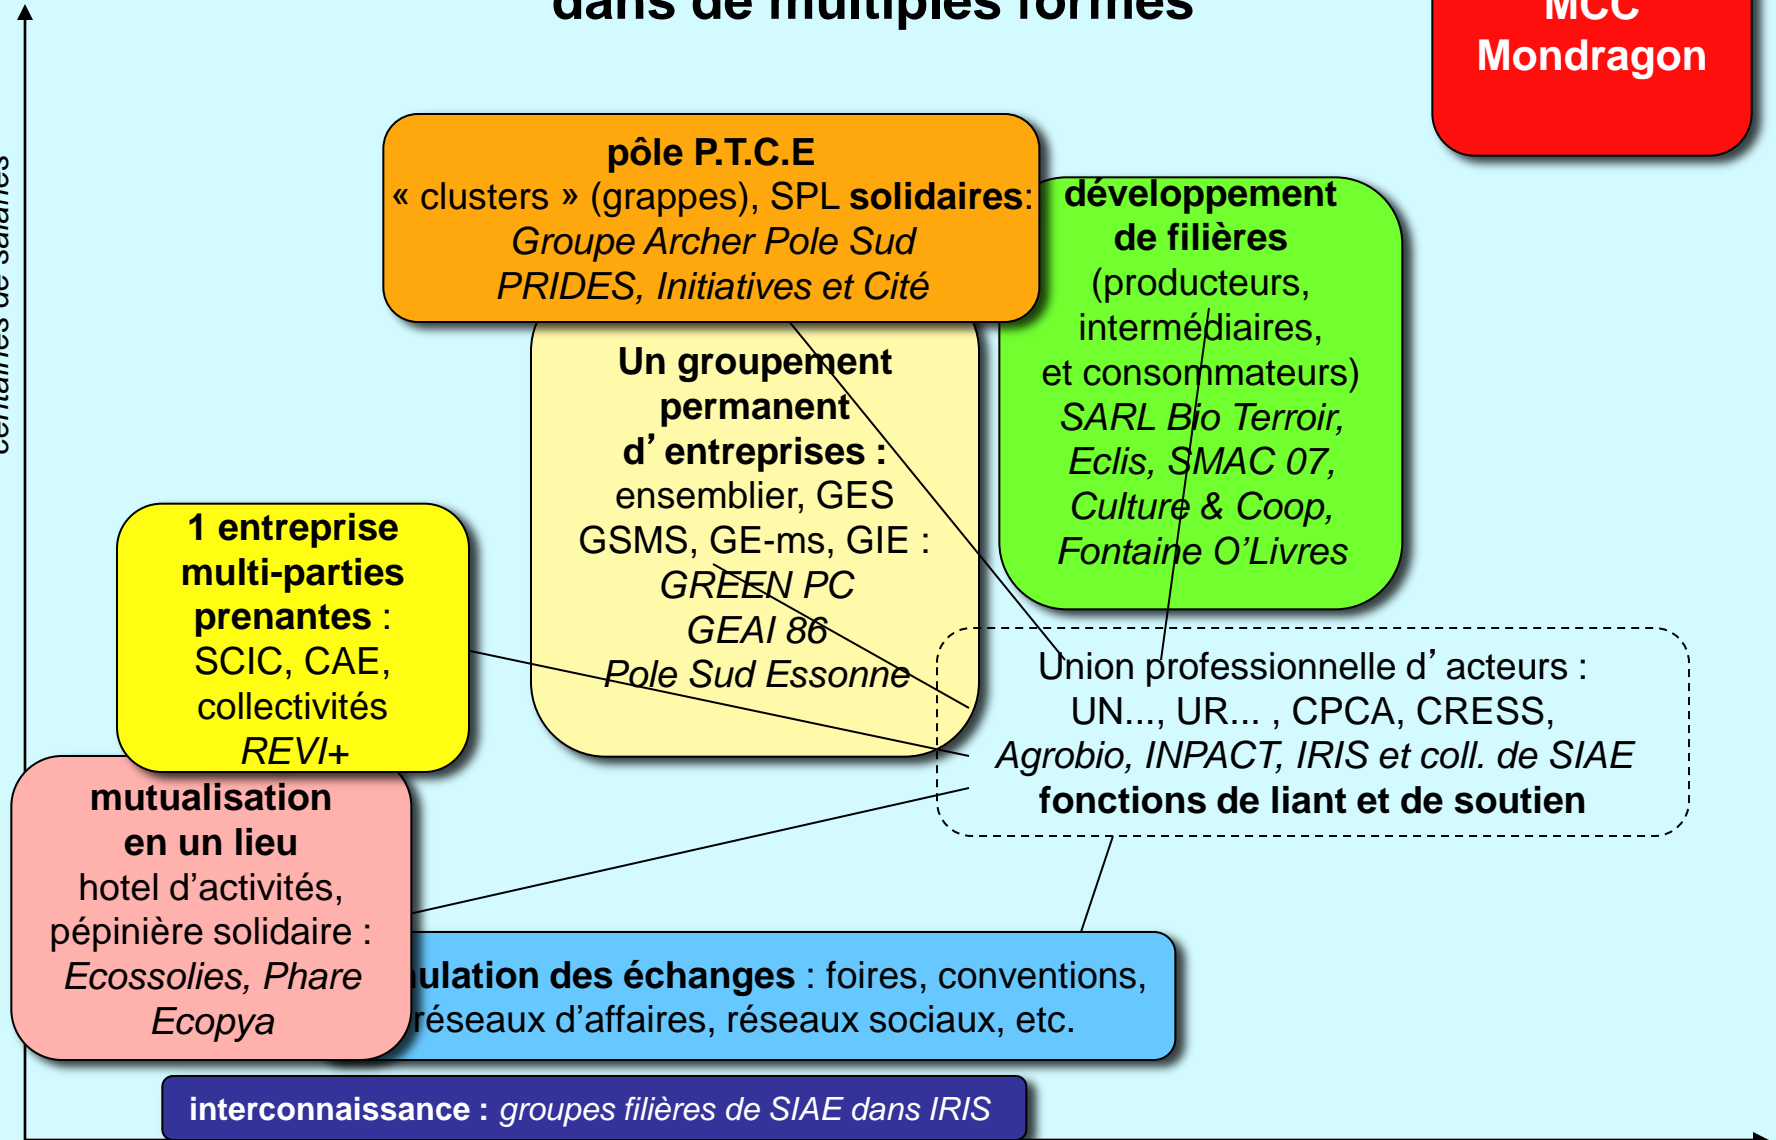 dans de multiples formes
MCC
Mondragon
centaines de salariés
pôle P.T.C.E
« clusters » (grappes), SPL solidaires:
Groupe Archer Pole Sud
PRIDES, Initiatives et Cité
développement
de filières
(producteurs,
intermédiaires,
et consommateurs)
SARL Bio Terroir,
Eclis, SMAC 07,
Culture & Coop,
Fontaine O’Livres
Un groupement
permanent
d’ entreprises :
ensemblier, GES
GSMS, GE-ms, GIE :
GREEN PC
GEAI 86
Pole Sud Essonne
1 entreprise
multi-parties
prenantes :
SCIC, CAE,
collectivités
REVI+
Union professionnelle d’ acteurs :
UN..., UR... , CPCA, CRESS,
Agrobio, INPACT, IRIS et coll. de SIAE
fonctions de liant et de soutien
mutualisation
en un lieu
hotel d’activités,
pépinière solidaire :
Ecossolies, Phare
Ecopya
des échanges : foires, conventions,
réseaux d’affaires, réseaux sociaux, etc.
interconnaissance : groupes filières de SIAE dans IRIS